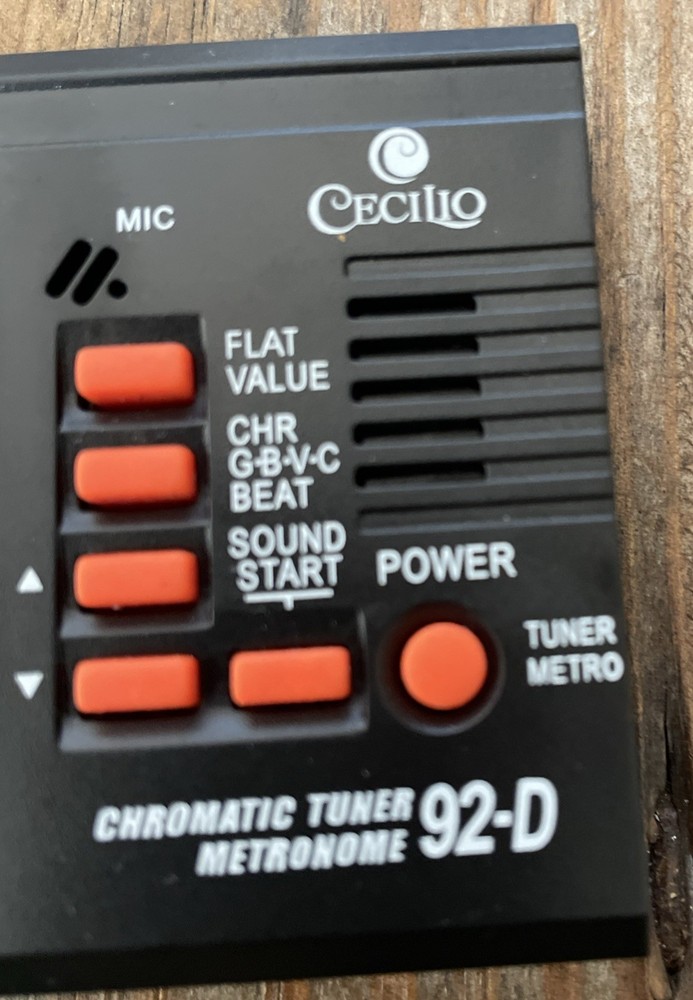 CECILIO
MIC
FLAT
VALUE
CHR
G-B-V-C
BEAT
SOUND
START
POWER
TUNER
METRO
CHROMATIC TUNER
METRONOME 92-D